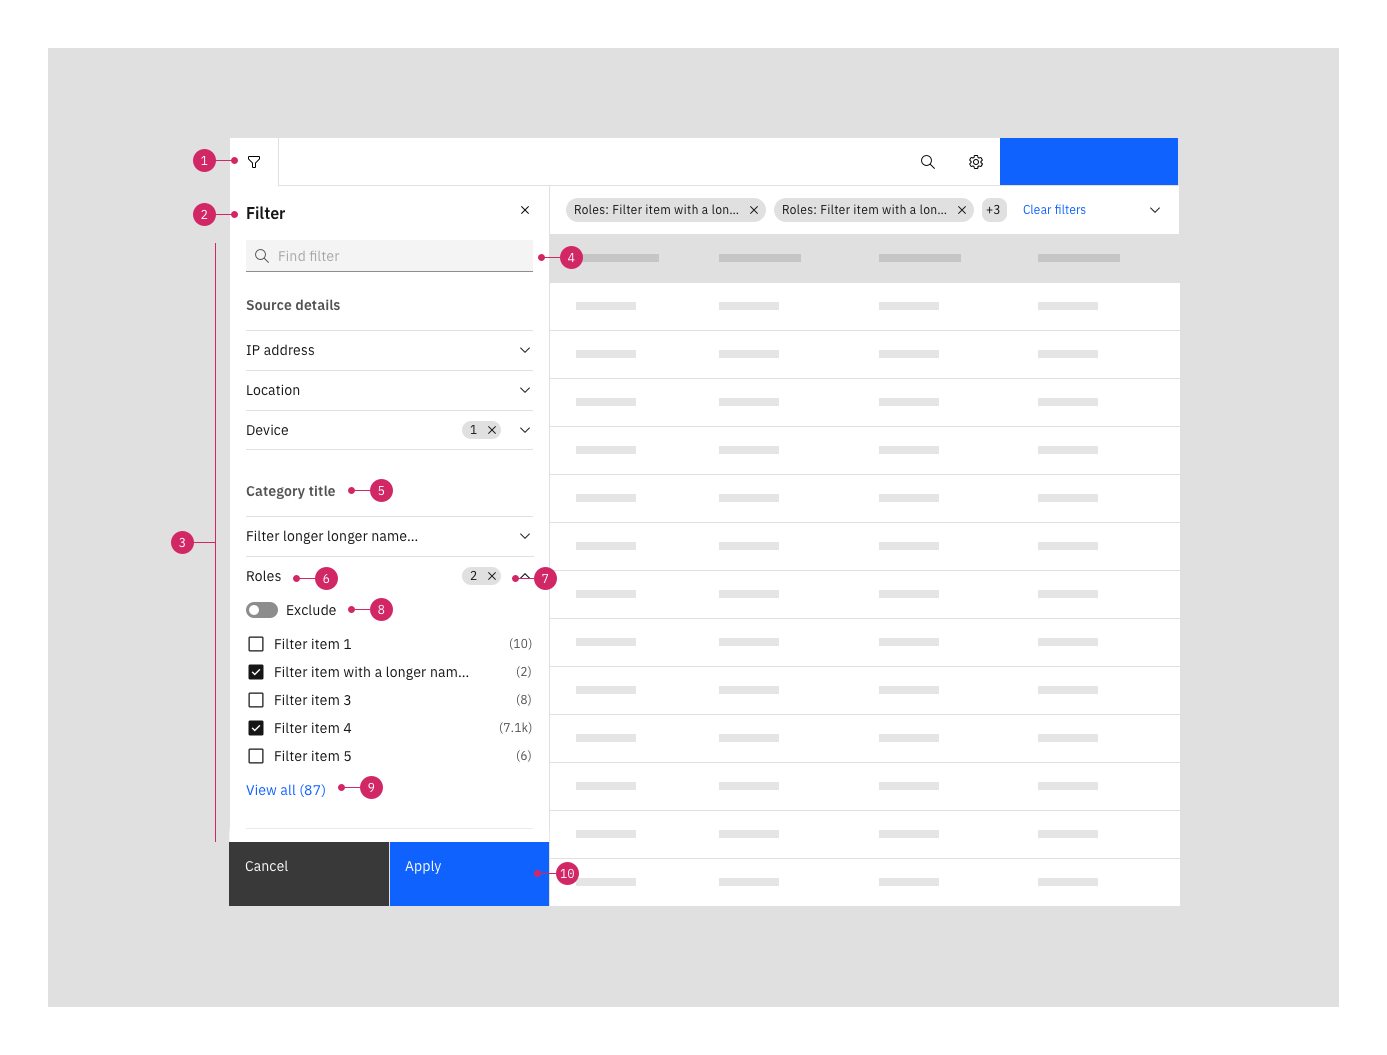 1
2 Filter
Roles: Filter item with a lon...
Roles: Filter item with a lon...
+3
Clear filters
Find filter
4
Source details
IP address
Location
Device 1
Category title 5
3
Filter longer longer name...
Roles 6 2 7
Exclude 8
Filter item 1 (10)
Filter item with a longer nam... (2)
Filter item 3 (8)
Filter item 4 (7.1k)
Filter item 5 (6)
View all (87) 9
Cancel
Apply
10